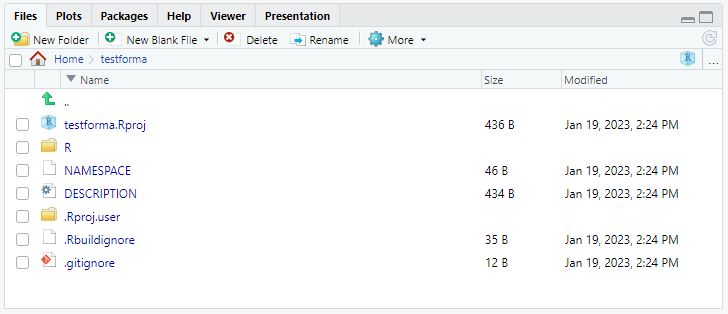 Files Plots Packages Help Viewer Presentation
New Folder New Blank File Delete Rename More
Home testforma R ...
Name Size Modified
..
testforma.Rproj 436 B Jan 19, 2023, 2:24 PM
R
NAMESPACE 46 B Jan 19, 2023, 2:24 PM
DESCRIPTION 434 B Jan 19, 2023, 2:24 PM
.Rproj.user
.Rbuildignore 35 B Jan 19, 2023, 2:24 PM
.gitignore 12 B Jan 19, 2023, 2:24 PM